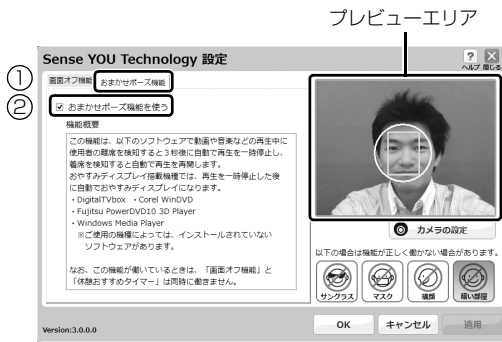 プレビューエリア
Sense YOU Technology 設定
? ×
ヘルプ 閉じる
① 画面オフ機能 おまかせポーズ機能
② おまかせポーズ機能を使う
機能概要
この機能は、以下のソフトウェアで動画や音楽などの再生中に
使用者の離席を検知すると3秒後に自動で再生を一時停止し、
着席を検知すると自動で再生を再開します。
おやすみディスプレイ搭載機種では、再生を一時停止した後
に自動でおやすみディスプレイになります。
・DigitalTVbox ・Corel WinDVD
・Fujitsu PowerDVD10 3D Player
・Windows Media Player
※ご使用の機種によっては、インストールされていない
ソフトウェアがあります。
なお、この機能が働いているときは、「画面オフ機能」と
「休憩おすすめタイマー」は同時に働きません。
カメラの設定
以下の場合は機能が正しく働かない場合があります。
サングラス マスク 横顔 暗い部屋
Version:3.0.0.0
OK キャンセル 適用